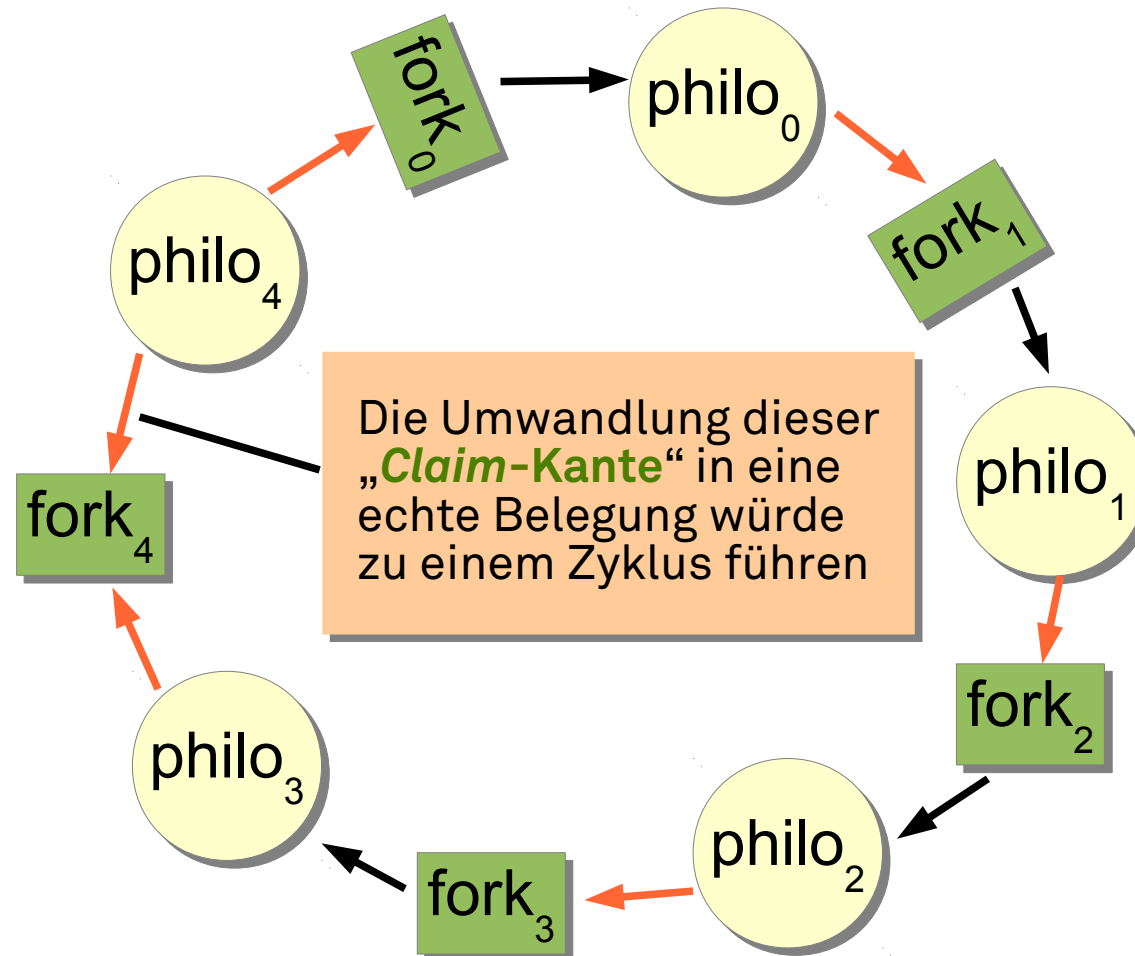 fork₀
philo₀
fork₁
philo₄
Die Umwandlung dieser
„Claim-Kante“ in eine
echte Belegung würde
zu einem Zyklus führen
philo₁
fork₄
fork₂
philo₃
philo₂
fork₃